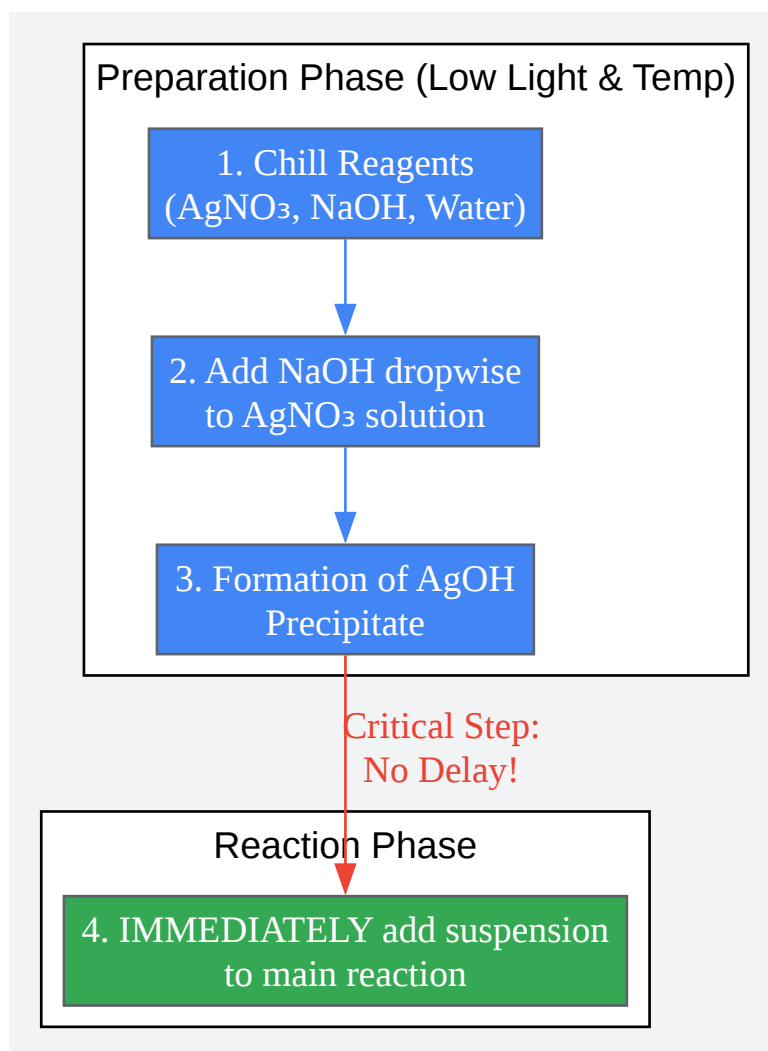 Preparation Phase (Low Light & Temp)
1. Chill Reagents
(AgNO₃, NaOH, Water)
2. Add NaOH dropwise
to AgNO₃ solution
3. Formation of AgOH
Precipitate
Critical Step:
No Delay!
Reaction Phase
4. IMMEDIATELY add suspension
to main reaction